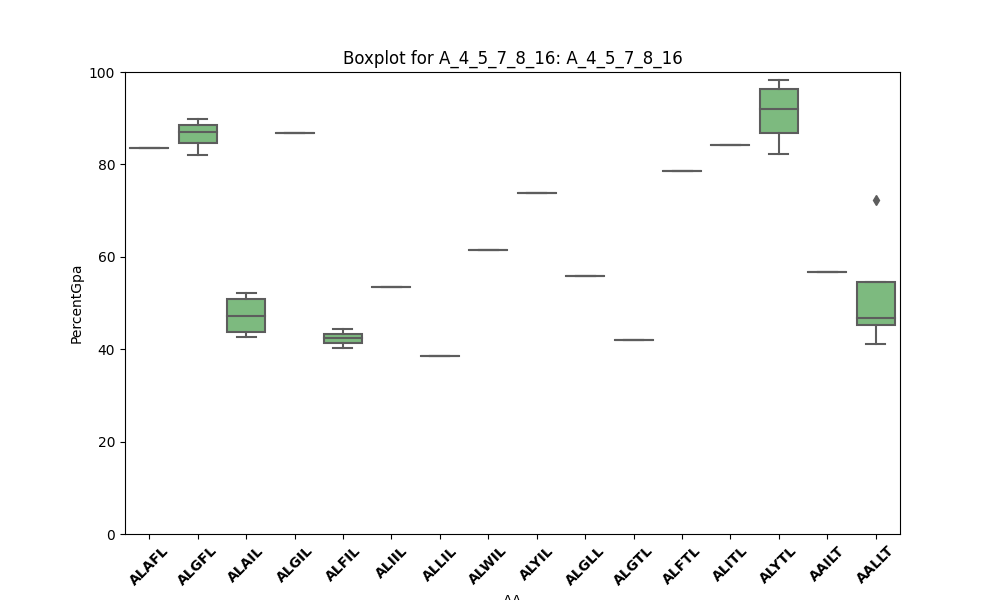 Boxplot for A_4_5_7_8_16: A_4_5_7_8_16
100
80
60
40
20
0
PercentGpa
ALAFL ALGFL ALAIL ALGIL ALFIL ALIIL ALLIL ALWIL ALYIL ALGLL ALGTL ALFTL ALITL ALYTL AAILT AALLT
AA